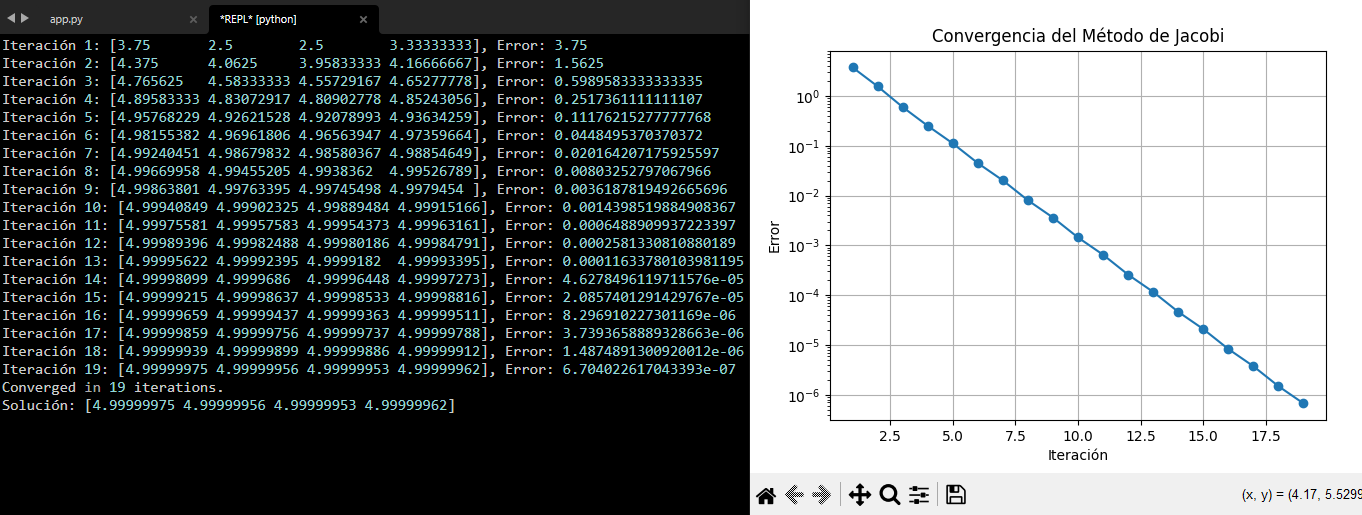 app.py
*REPL* [python]
Iteración 1: [3.75 2.5 2.5 3.33333333], Error: 3.75
Iteración 2: [4.375 4.0625 3.95833333 4.16666667], Error: 1.5625
Iteración 3: [4.765625 4.58333333 4.55729167 4.65277778], Error: 0.5989583333333335
Iteración 4: [4.89583333 4.83072917 4.80902778 4.85243056], Error: 0.2517361111111107
Iteración 5: [4.95768229 4.92621528 4.92078993 4.93634259], Error: 0.11176215277777768
Iteración 6: [4.98155382 4.96961806 4.96563947 4.97359664], Error: 0.0448495370370372
Iteración 7: [4.99240451 4.98679832 4.98580367 4.98854649], Error: 0.020164207175925597
Iteración 8: [4.99669958 4.99455205 4.9938362 4.99526789], Error: 0.00803252797067966
Iteración 9: [4.99863801 4.99763395 4.99745498 4.9979454 ], Error: 0.0036187819492665696
Iteración 10: [4.99940849 4.99902325 4.99889484 4.99915166], Error: 0.0014398519884908367
Iteración 11: [4.99975581 4.99957583 4.99954373 4.99963161], Error: 0.0006488909937223397
Iteración 12: [4.99989396 4.99982488 4.99980186 4.99984791], Error: 0.0002581330810880189
Iteración 13: [4.99995622 4.99992395 4.9999182 4.99993395], Error: 0.00011633780103981195
Iteración 14: [4.99998099 4.9999686 4.99996448 4.99997273], Error: 4.6278496119711576e-05
Iteración 15: [4.99999215 4.99998637 4.99998533 4.99998816], Error: 2.0857401291429767e-05
Iteración 16: [4.99999659 4.99999437 4.99999363 4.99999511], Error: 8.296910227301169e-06
Iteración 17: [4.99999859 4.99999756 4.99999737 4.99999788], Error: 3.7393658889328663e-06
Iteración 18: [4.99999939 4.99999899 4.99999886 4.99999912], Error: 1.4874891300920012e-06
Iteración 19: [4.99999975 4.99999956 4.99999953 4.99999962], Error: 6.704022617043393e-07
Converged in 19 iterations.
Solución: [4.99999975 4.99999956 4.99999953 4.99999962]
Convergencia del Método de Jacobi
Error
10⁰
10⁻¹
10⁻²
10⁻³
10⁻⁴
10⁻⁵
10⁻⁶
2.5 5.0 7.5 10.0 12.5 15.0 17.5
Iteración
(x, y) = (4.17, 5.5299